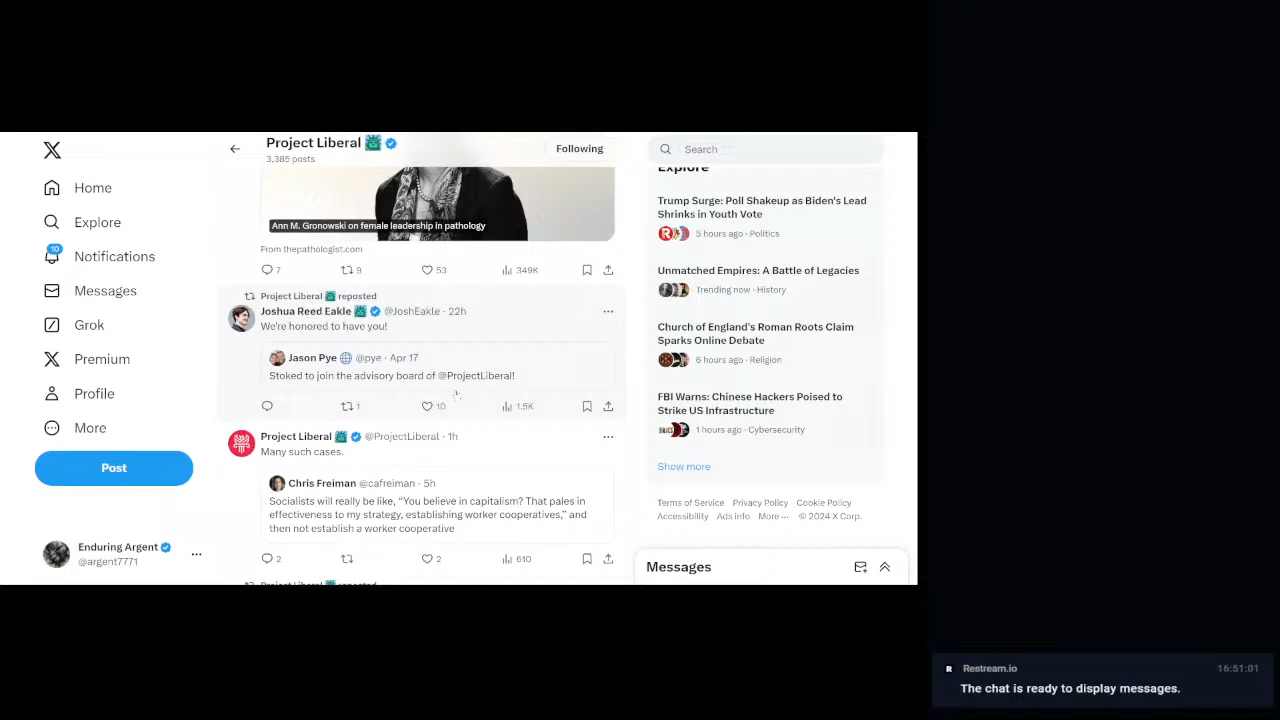 Home
Explore
10
Notifications
Messages
Grok
Premium
Profile
More
Post
Enduring Argent
@argent7771
Project Liberal
3,385 posts
Following
Ann M. Gronowski on female leadership in pathology
From thepathologist.com
7 9 53 349K
Project Liberal reposted
Joshua Reed Eakle @JoshEakle · 22h
We're honored to have you!
Jason Pye @pye · Apr 17
Stoked to join the advisory board of @ProjectLiberal!
1 10 1.5K
Project Liberal @ProjectLiberal · 1h
Many such cases.
Chris Freiman @cafreiman · 5h
Socialists will really be like, “You believe in capitalism? That pales in
effectiveness to my strategy, establishing worker cooperatives,” and
then not establish a worker cooperative
2 2 610
Project Liberal reposted
Search
Explore
Trump Surge: Poll Shakeup as Biden's Lead
Shrinks in Youth Vote
5 hours ago · Politics
Unmatched Empires: A Battle of Legacies
Trending now · History
Church of England's Roman Roots Claim
Sparks Online Debate
6 hours ago · Religion
FBI Warns: Chinese Hackers Poised to
Strike US Infrastructure
1 hours ago · Cybersecurity
Show more
Terms of Service Privacy Policy Cookie Policy
Accessibility Ads info More ··· © 2024 X Corp.
Messages
Restream.io 16:51:01
The chat is ready to display messages.